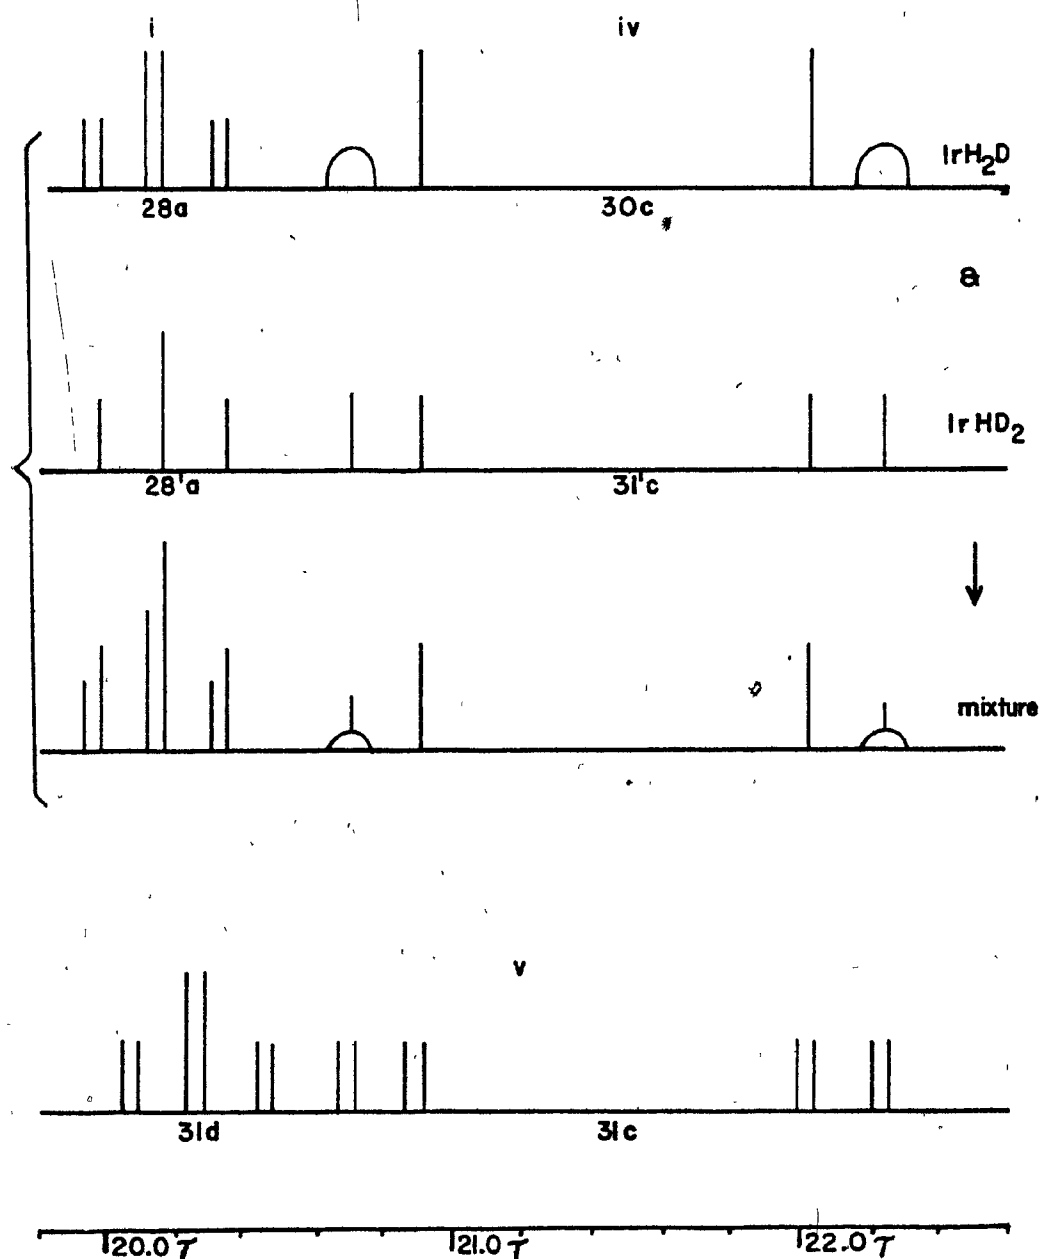 i iv
IrH₂D
28a 30c
&
IrHD₂
28'a 31'c
mixture
v
31d 31c
20.0 τ 21.0 τ 22.0 τ